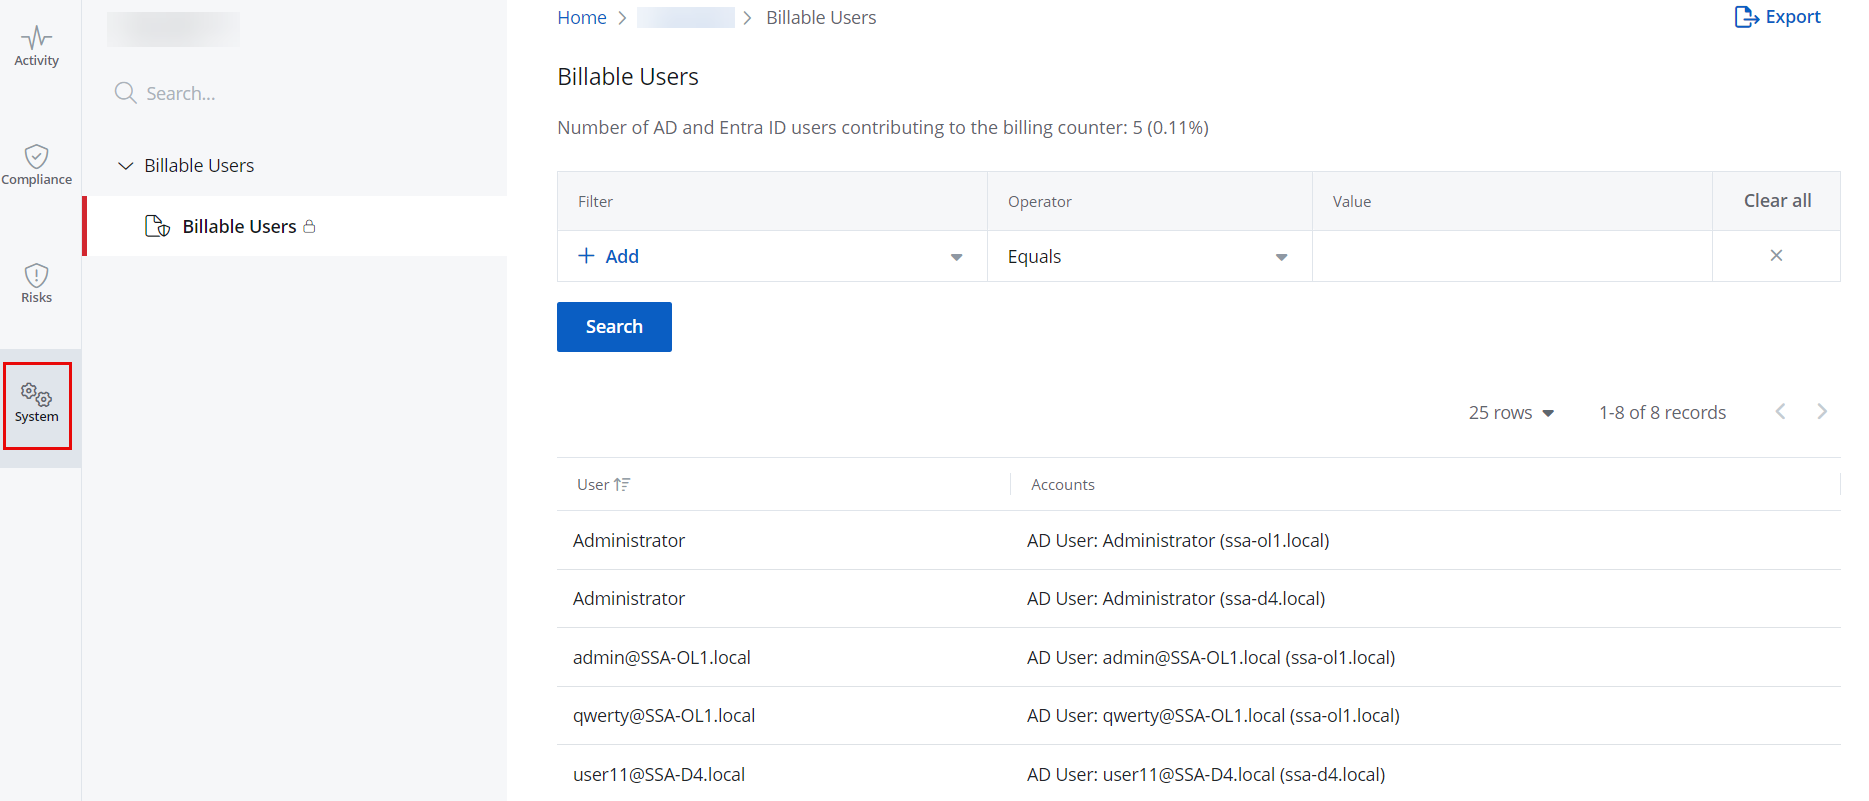 Activity
Compliance
Risks
System
Search...
Billable Users
Billable Users
Home > > Billable Users
Export
Billable Users
Number of AD and Entra ID users contributing to the billing counter: 5 (0.11%)
Filter Operator Value Clear all
+ Add Equals
Search
25 rows 1-8 of 8 records
User Accounts
Administrator AD User: Administrator (ssa-ol1.local)
Administrator AD User: Administrator (ssa-d4.local)
admin@SSA-OL1.local AD User: admin@SSA-OL1.local (ssa-ol1.local)
qwerty@SSA-OL1.local AD User: qwerty@SSA-OL1.local (ssa-ol1.local)
user11@SSA-D4.local AD User: user11@SSA-D4.local (ssa-d4.local)